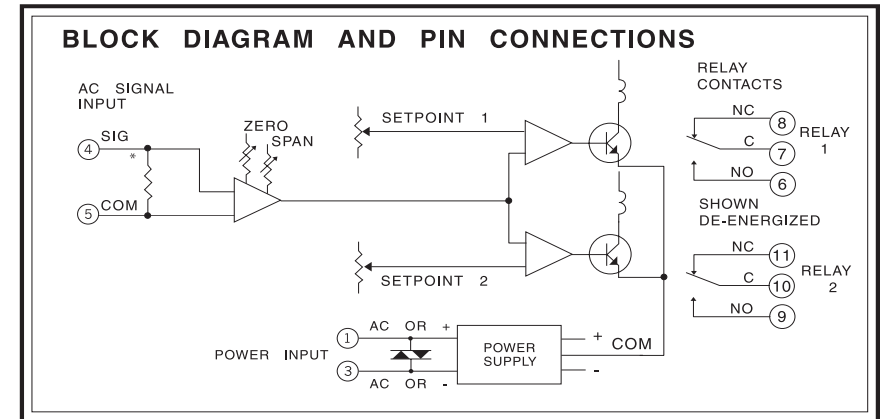 BLOCK DIAGRAM AND PIN CONNECTIONS
AC SIGNAL
INPUT
4
SIG
*
5
COM
ZERO
SPAN
SETPOINT 1
SETPOINT 2
RELAY
CONTACTS
NC
8
C
7
NO
6
RELAY
1
SHOWN
DE-ENERGIZED
NC
11
C
10
NO
9
RELAY
2
POWER INPUT
1
AC OR +
3
AC OR -
POWER
SUPPLY
+
COM
-